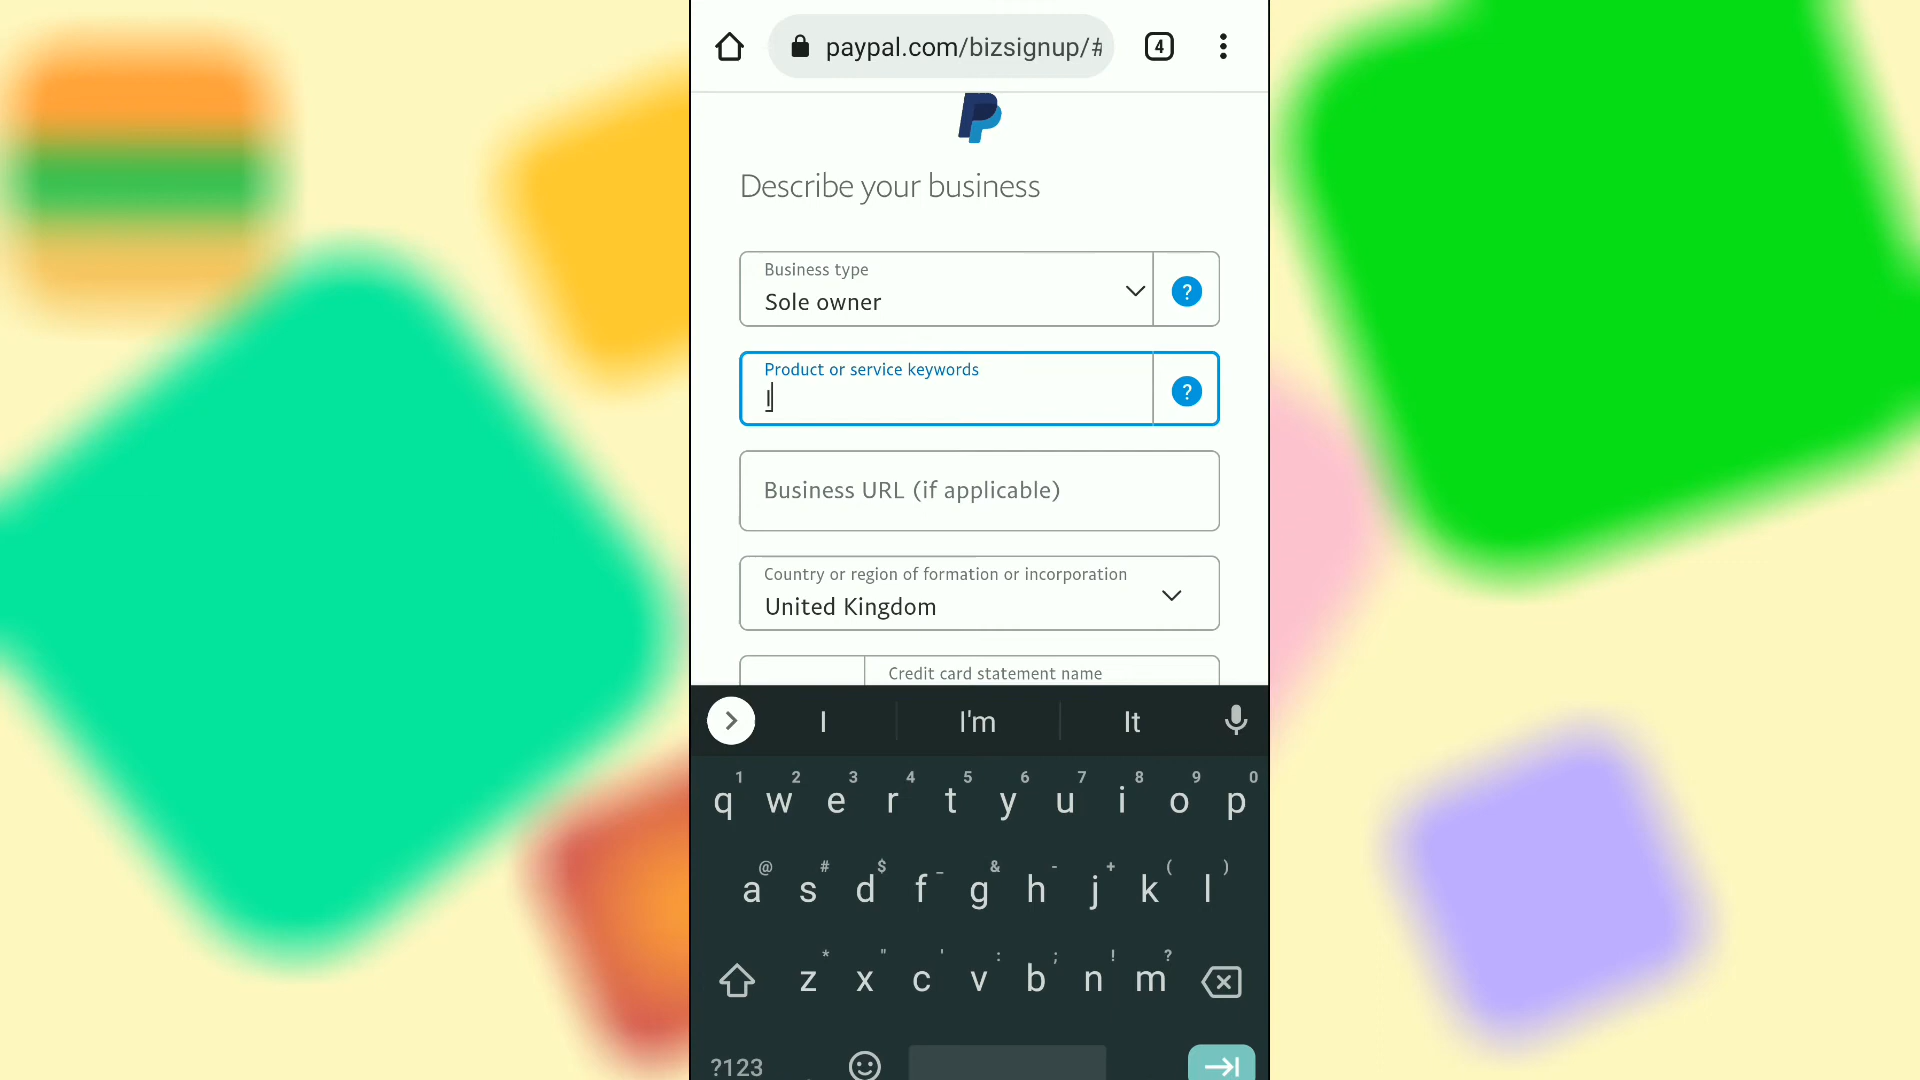 4
paypal.com/bizsignup/#
Describe your business
Business type
Sole owner
?
Product or service keywords
I
?
Business URL (if applicable)
Country or region of formation or incorporation
United Kingdom
Credit card statement name
I I'm It
1 2 3 4 5 6 7 8 9 0
q w e r t y u i o p
@ # $ _ & - + ( )
a s d f g h j k l
* " ' : ; ! ?
z x c v b n m
?123